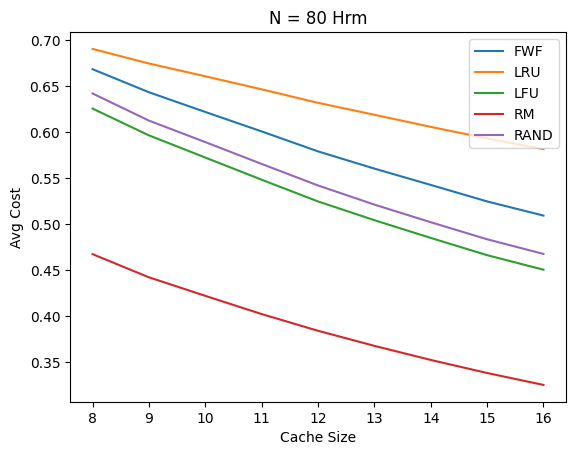 N = 80 Hrm
0.70
0.65
0.60
0.55
0.50
0.45
0.40
0.35
Avg Cost
FWF
LRU
LFU
RM
RAND
8 9 10 11 12 13 14 15 16
Cache Size